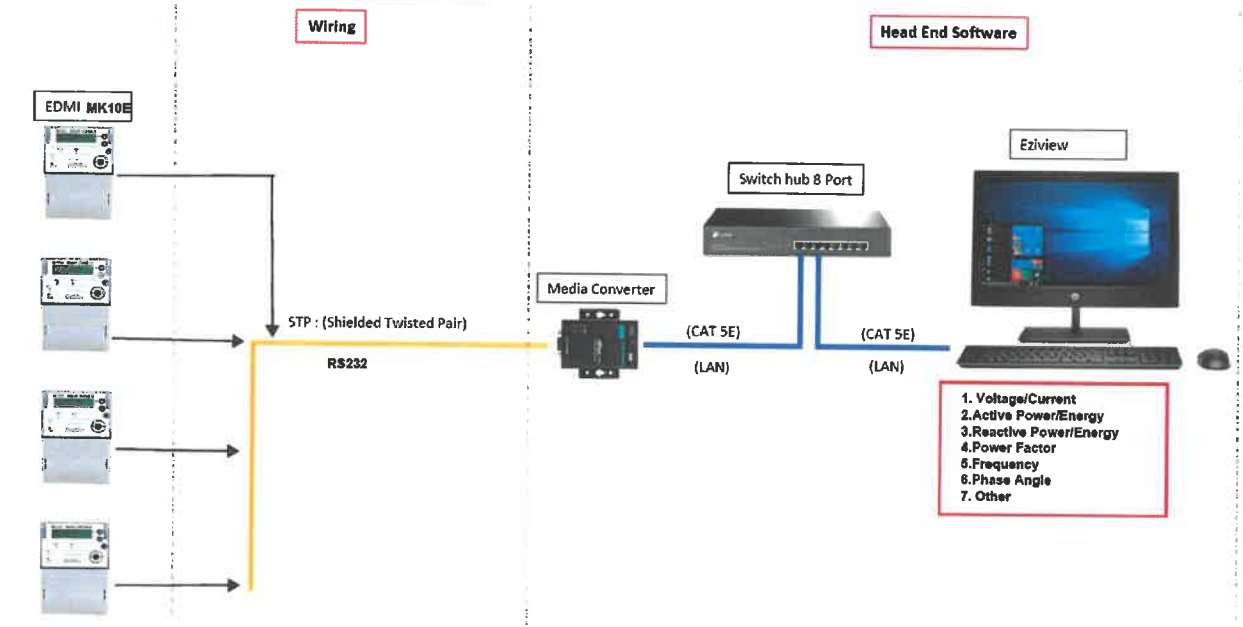 Wiring
Head End Software
EDMI MK10E
Eziview
Switch hub 8 Port
Media Converter
STP : (Shielded Twisted Pair)
RS232
(CAT 5E)
(LAN)
(CAT 5E)
(LAN)
1. Voltage/Current
2.Active Power/Energy
3.Reactive Power/Energy
4.Power Factor
5.Frequency
6.Phase Angle
7. Other